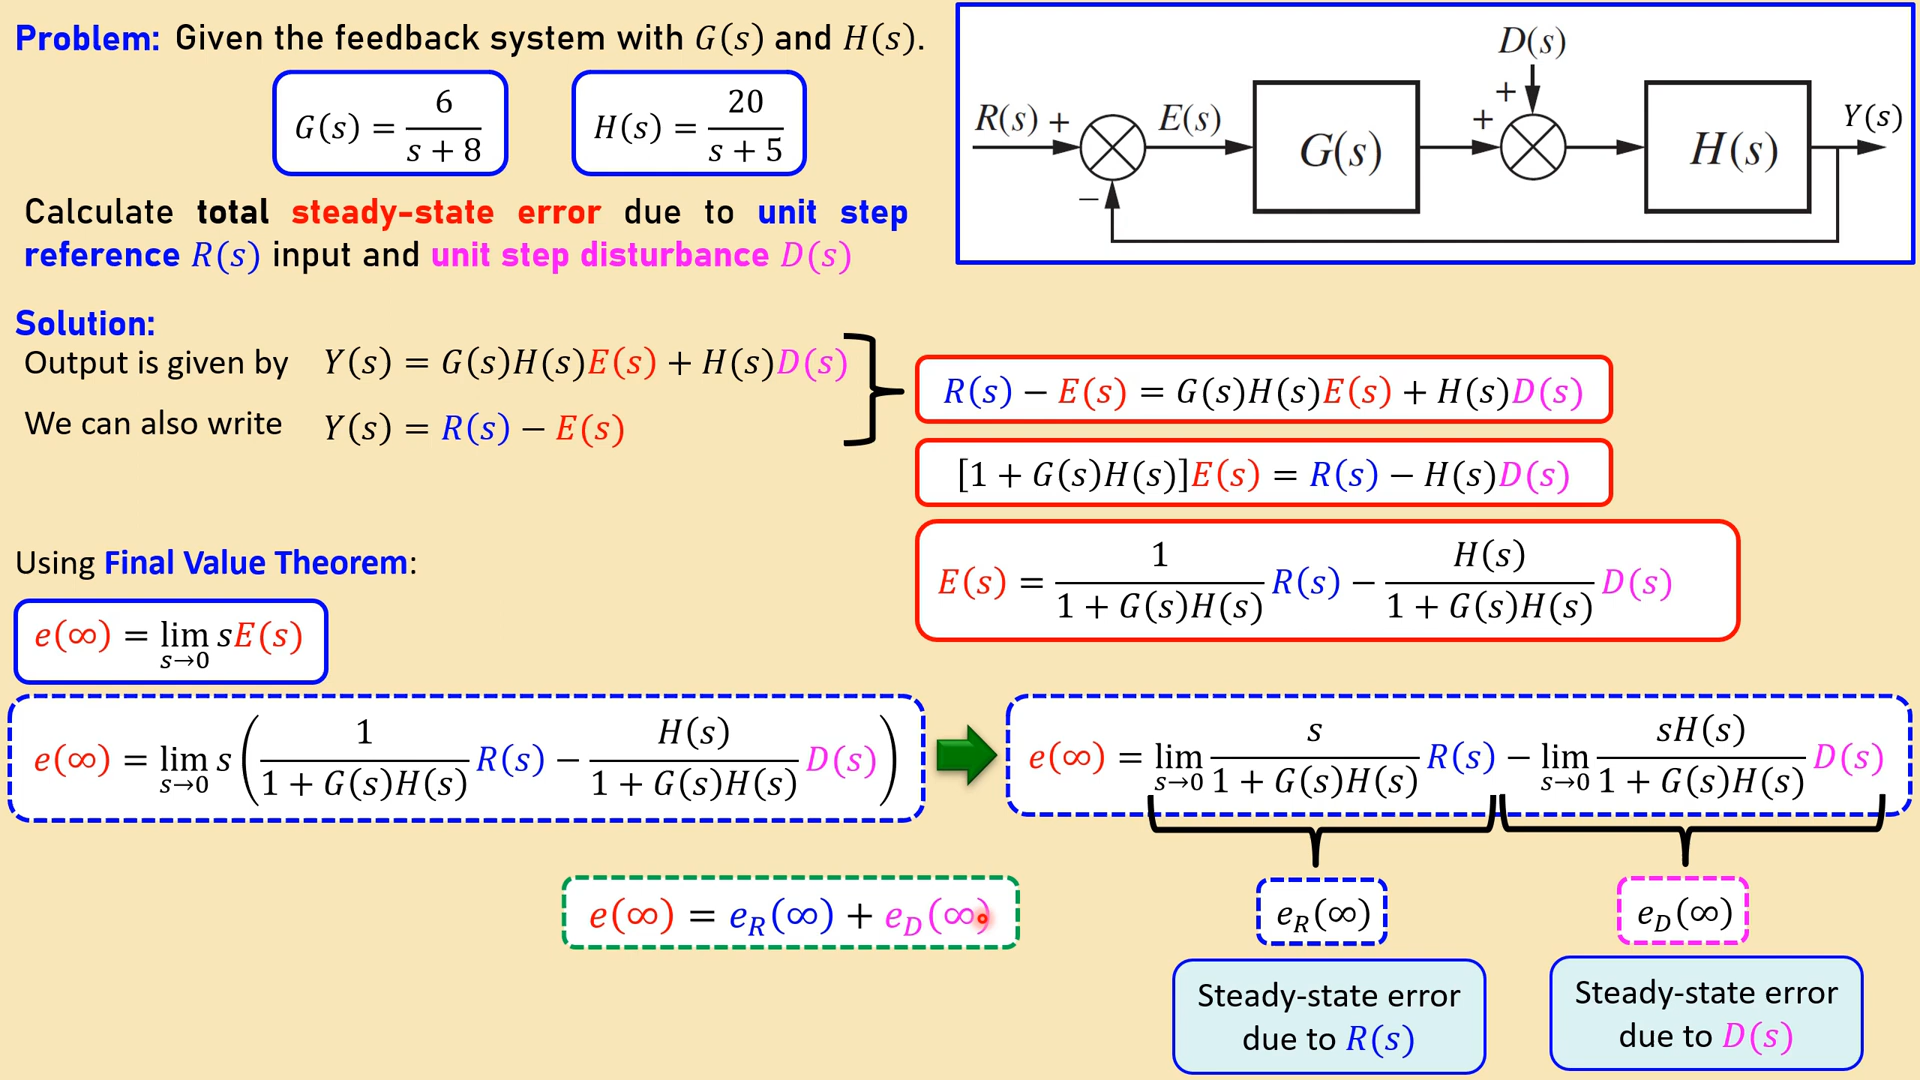 Problem: Given the feedback system with G(s) and H(s).
G(s) = 6/(s + 8)
H(s) = 20/(s + 5)
Calculate total steady-state error due to unit step
reference R(s) input and unit step disturbance D(s)
D(s)
R(s) + E(s) G(s) + + H(s) Y(s)
−
Solution:
Output is given by Y(s) = G(s)H(s)E(s) + H(s)D(s)
We can also write Y(s) = R(s) − E(s)
R(s) − E(s) = G(s)H(s)E(s) + H(s)D(s)
[1 + G(s)H(s)]E(s) = R(s) − H(s)D(s)
E(s) = 1/(1 + G(s)H(s)) R(s) − H(s)/(1 + G(s)H(s)) D(s)
Using Final Value Theorem:
e(∞) = lim s→0 sE(s)
e(∞) = lim s→0 s(1/(1 + G(s)H(s)) R(s) − H(s)/(1 + G(s)H(s)) D(s))
e(∞) = lim s→0 s/(1 + G(s)H(s)) R(s) − lim s→0 sH(s)/(1 + G(s)H(s)) D(s)
e(∞) = e_R(∞) + e_D(∞)
e_R(∞)
e_D(∞)
Steady-state error
due to R(s)
Steady-state error
due to D(s)